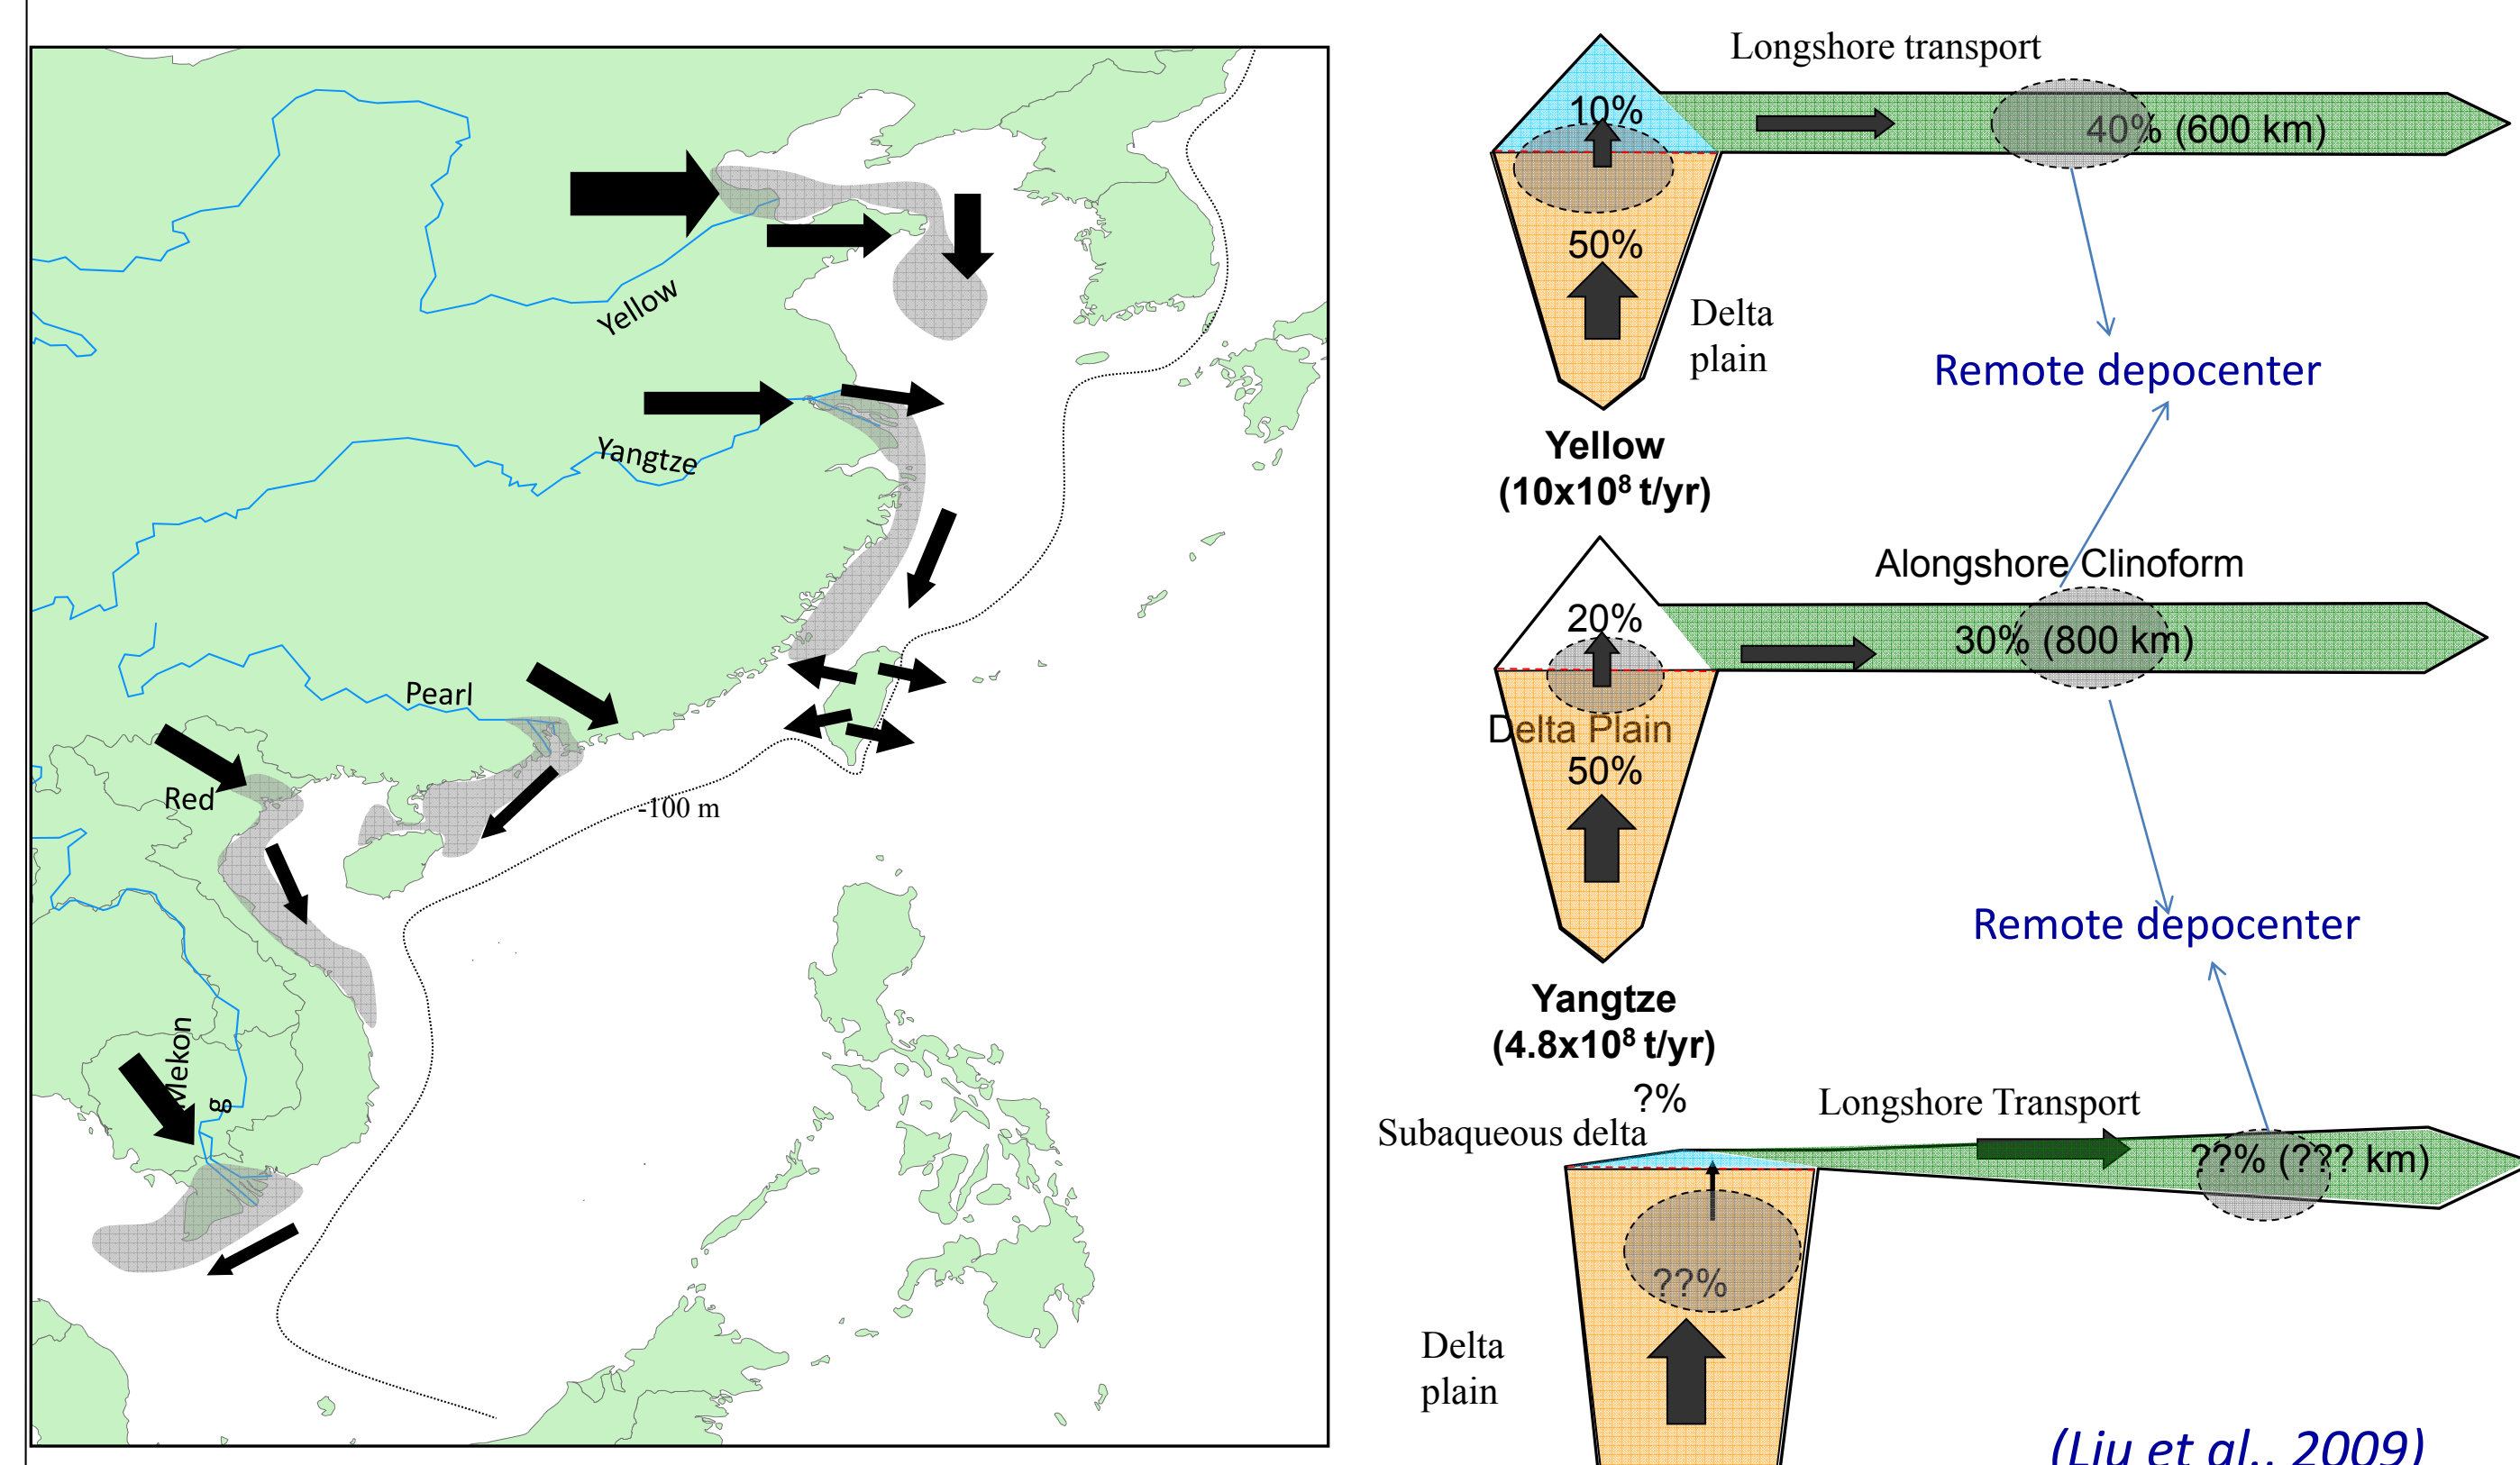 Yellow
Yangtze
Pearl
Red
-100 m
Mekon
g
Longshore transport
10%
40% (600 km)
50%
Delta
plain
Remote depocenter
Yellow
(10x10⁸ t/yr)
Alongshore Clinoform
20%
30% (800 km)
Delta Plain
50%
Remote depocenter
Yangtze
(4.8x10⁸ t/yr)
?%
Subaqueous delta
Longshore Transport
??% (??? km)
??%
Delta
plain
(Liu et al., 2009)